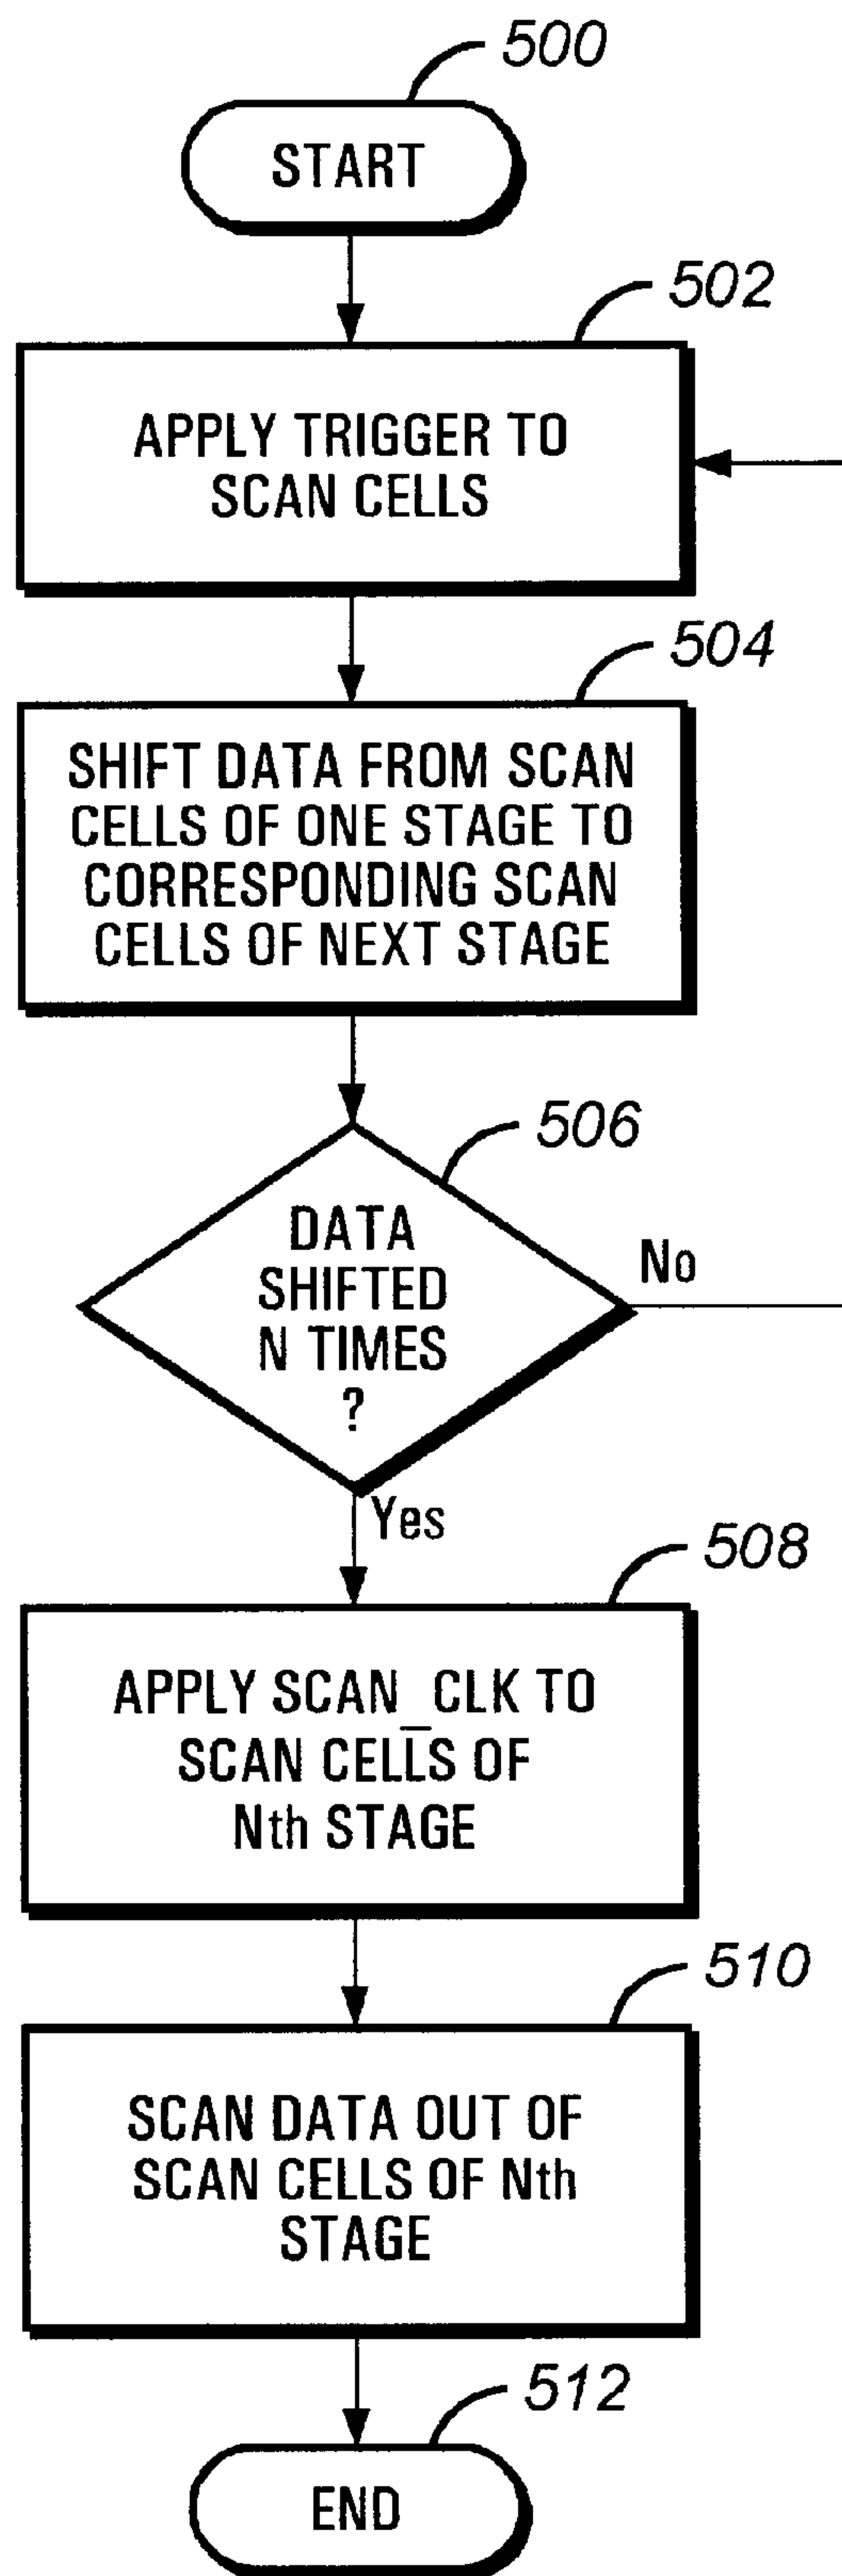 500
START
502
APPLY TRIGGER TO
SCAN CELLS
504
SHIFT DATA FROM SCAN
CELLS OF ONE STAGE TO
CORRESPONDING SCAN
CELLS OF NEXT STAGE
506
DATA
SHIFTED
N TIMES
?
No
Yes
508
APPLY SCAN_CLK TO
SCAN CELLS OF
Nth STAGE
510
SCAN DATA OUT OF
SCAN CELLS OF Nth
STAGE
512
END